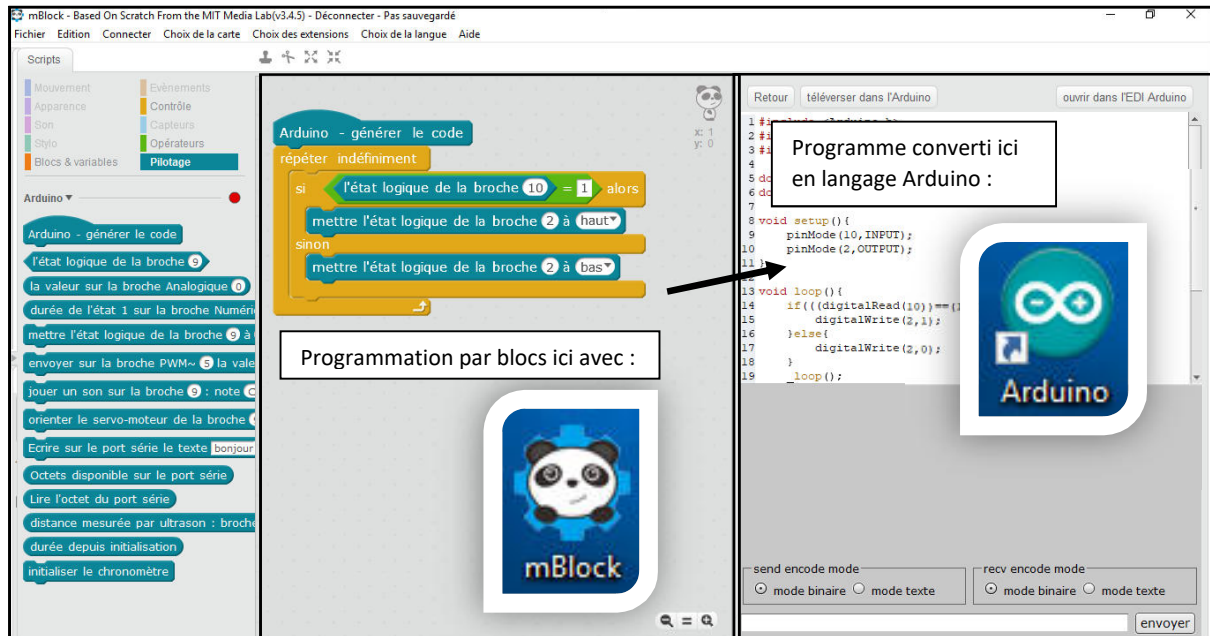 mBlock - Based On Scratch From the MIT Media Lab(v3.4.5) - Déconnecter - Pas sauvegardé
Fichier Edition Connecter Choix de la carte Choix des extensions Choix de la langue Aide
Scripts
Mouvement
Evènements
Apparence
Contrôle
Son
Capteurs
Stylo
Opérateurs
Blocs & variables
Pilotage
Arduino
Arduino - générer le code
l'état logique de la broche 9
la valeur sur la broche Analogique 0
durée de l'état 1 sur la broche Numéri
mettre l'état logique de la broche 9 à
envoyer sur la broche PWM~ 5 la vale
jouer un son sur la broche 9 : note C
orienter le servo-moteur de la broche
Ecrire sur le port série le texte bonjour
Octets disponible sur le port série
Lire l'octet du port série
distance mesurée par ultrason : broche
durée depuis initialisation
initialiser le chronomètre
x: 1
y: 0
Arduino - générer le code
répéter indéfiniment
si l'état logique de la broche 10 = 1 alors
mettre l'état logique de la broche 2 à haut
sinon
mettre l'état logique de la broche 2 à bas
Programmation par blocs ici avec :
mBlock
Retour téléverser dans l'Arduino ouvrir dans l'EDI Arduino
1 #include <Arduino.h>
2 #i
3 #i
4
5 do
6 do
7
8 void setup(){
9 pinMode(10,INPUT);
10 pinMode(2,OUTPUT);
11 }
12
13 void loop(){
14 if(((digitalRead(10))==(1
15 digitalWrite(2,1);
16 }else{
17 digitalWrite(2,0);
18 }
19 _loop();
Programme converti ici
en langage Arduino :
Arduino
send encode mode
mode binaire mode texte
recv encode mode
mode binaire mode texte
envoyer